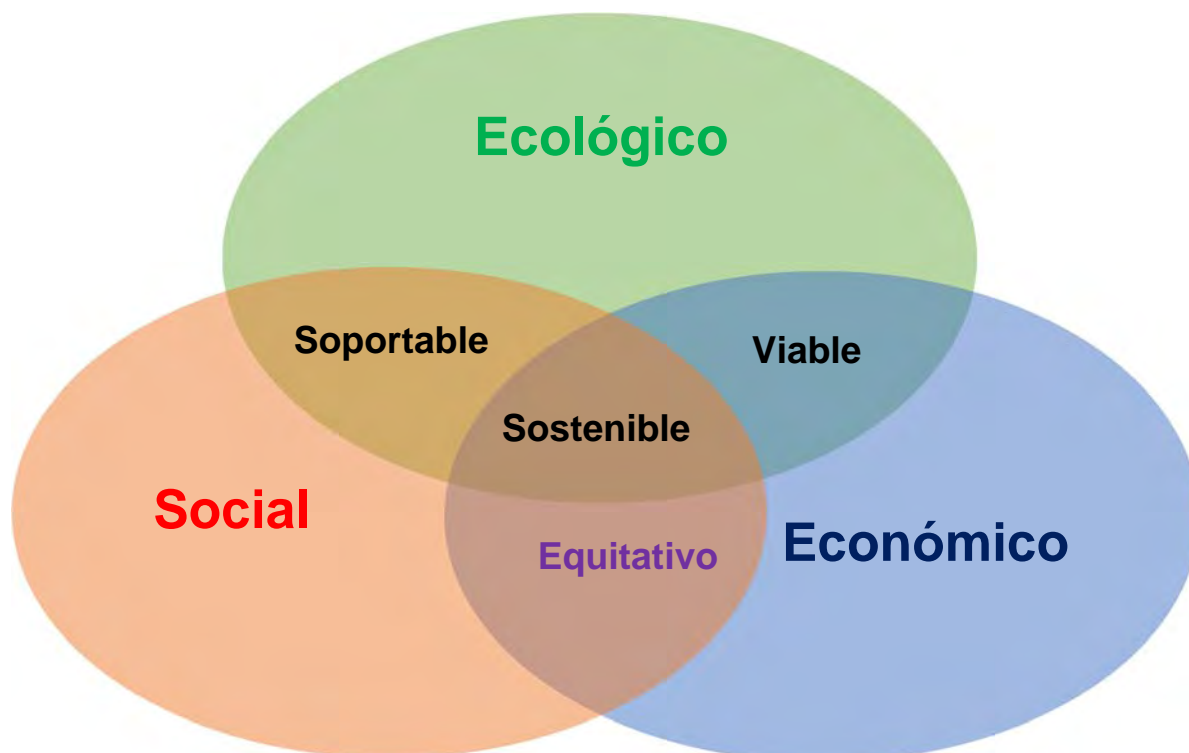 Ecológico
Soportable
Viable
Sostenible
Social
Económico
Equitativo